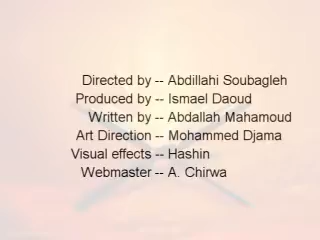 Directed by -- Abdillahi Soubagleh
Produced by -- Ismael Daoud
Written by -- Abdallah Mahamoud
Art Direction -- Mohammed Djama
Visual effects -- Hashin
Webmaster -- A. Chirwa